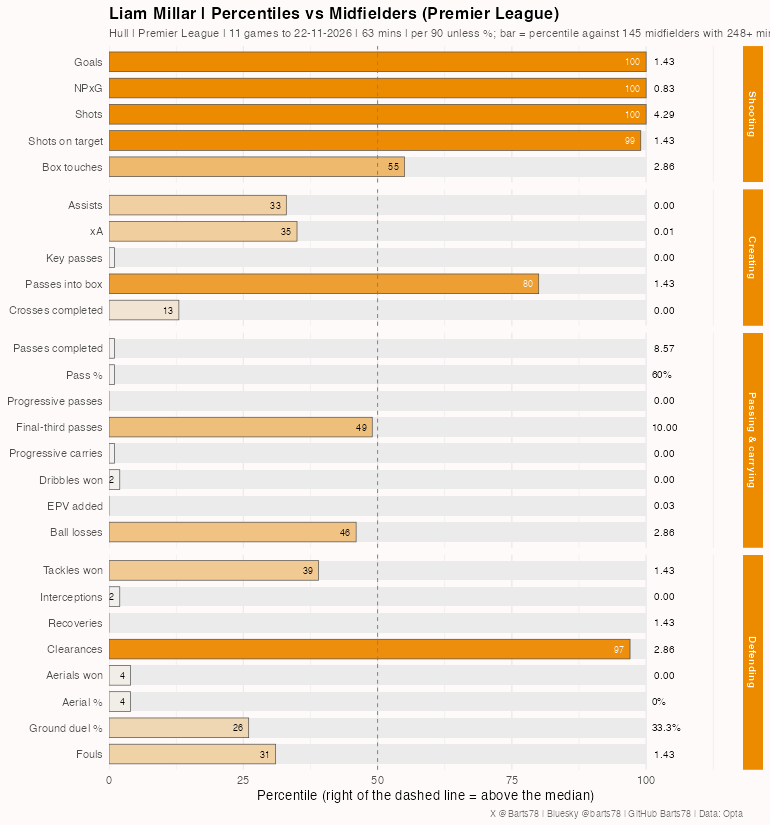 Liam Millar | Percentiles vs Midfielders (Premier League)
Hull | Premier League | 11 games to 22-11-2026 | 63 mins | per 90 unless %; bar = percentile against 145 midfielders with 248+ min
Goals 100 1.43
NPxG 100 0.83
Shots 100 4.29
Shots on target 99 1.43
Box touches 55 2.86
Shooting
Assists 33 0.00
xA 35 0.01
Key passes 0.00
Passes into box 80 1.43
Crosses completed 13 0.00
Creating
Passes completed 8.57
Pass % 60%
Progressive passes 0.00
Final-third passes 49 10.00
Progressive carries 0.00
Dribbles won 2 0.00
EPV added 0.03
Ball losses 46 2.86
Passing & carrying
Tackles won 39 1.43
Interceptions 2 0.00
Recoveries 1.43
Clearances 97 2.86
Aerials won 4 0.00
Aerial % 4 0%
Ground duel % 26 33.3%
Fouls 31 1.43
Defending
0 25 50 75 100
Percentile (right of the dashed line = above the median)
X @Barts78 | Bluesky @barts78 | GitHub Barts78 | Data: Opta